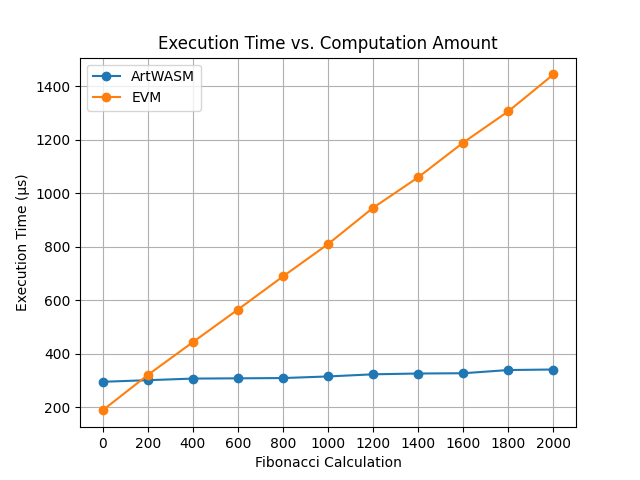 Execution Time vs. Computation Amount
ArtWASM
EVM
Execution Time (µs)
1400
1200
1000
800
600
400
200
0 200 400 600 800 1000 1200 1400 1600 1800 2000
Fibonacci Calculation